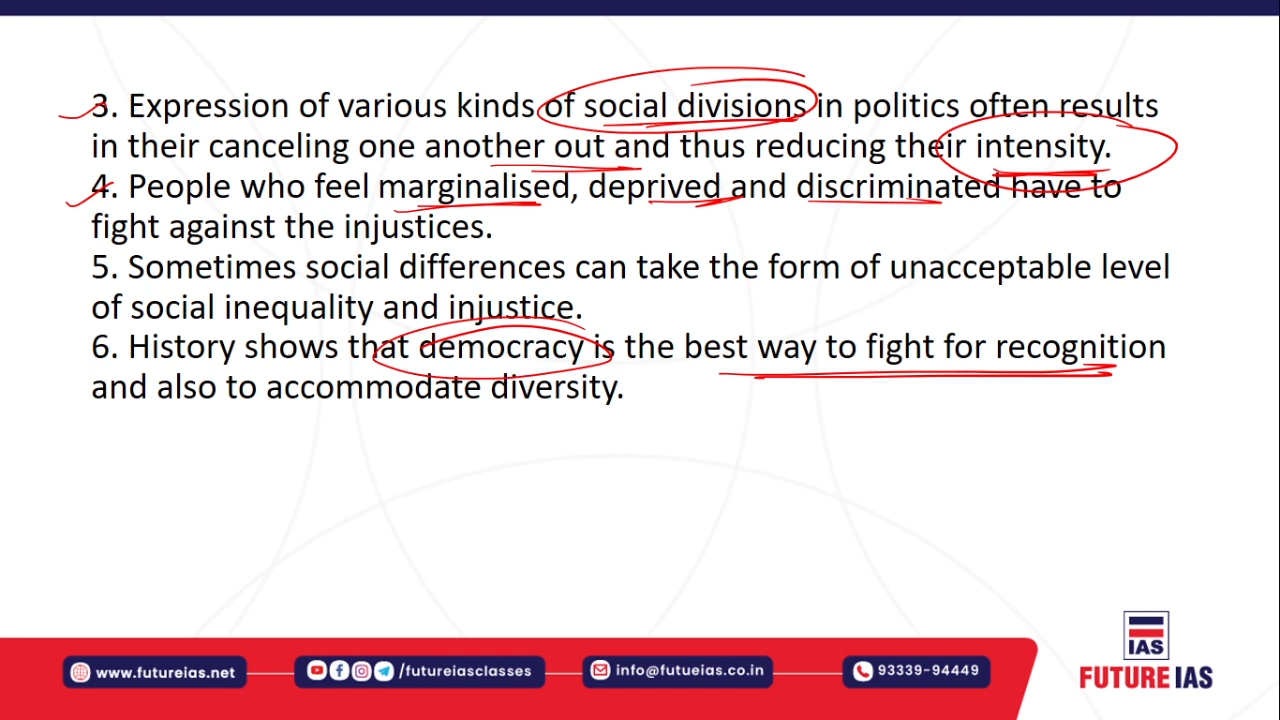 3. Expression of various kinds of social divisions in politics often results
in their canceling one another out and thus reducing their intensity.
4. People who feel marginalised, deprived and discriminated have to
fight against the injustices.
5. Sometimes social differences can take the form of unacceptable level
of social inequality and injustice.
6. History shows that democracy is the best way to fight for recognition
and also to accommodate diversity.
IAS
www.futureias.net
/futureiasclasses
info@futueias.co.in
93339-94449
FUTURE IAS